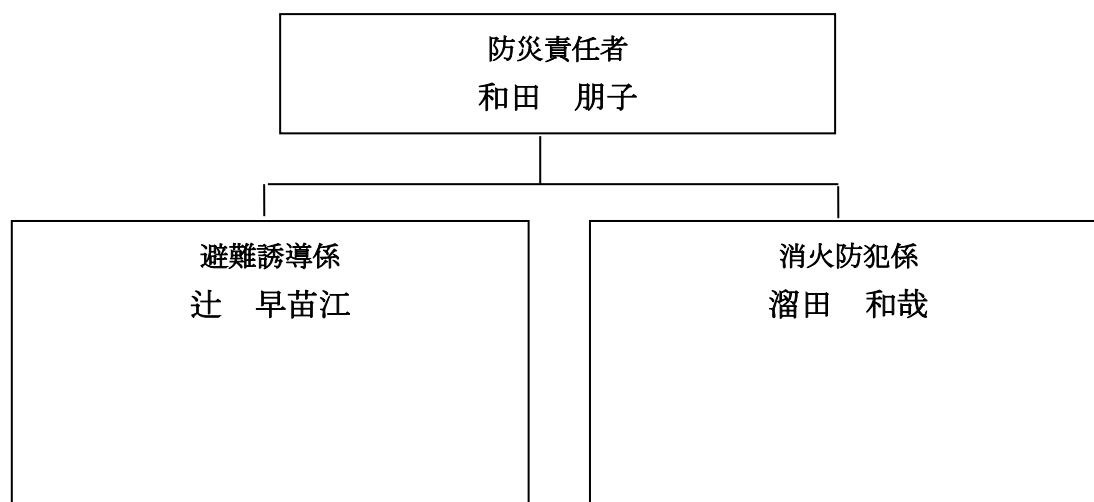 防災責任者
和田　朋子
避難誘導係
辻　早苗江
消火防犯係
溜田　和哉